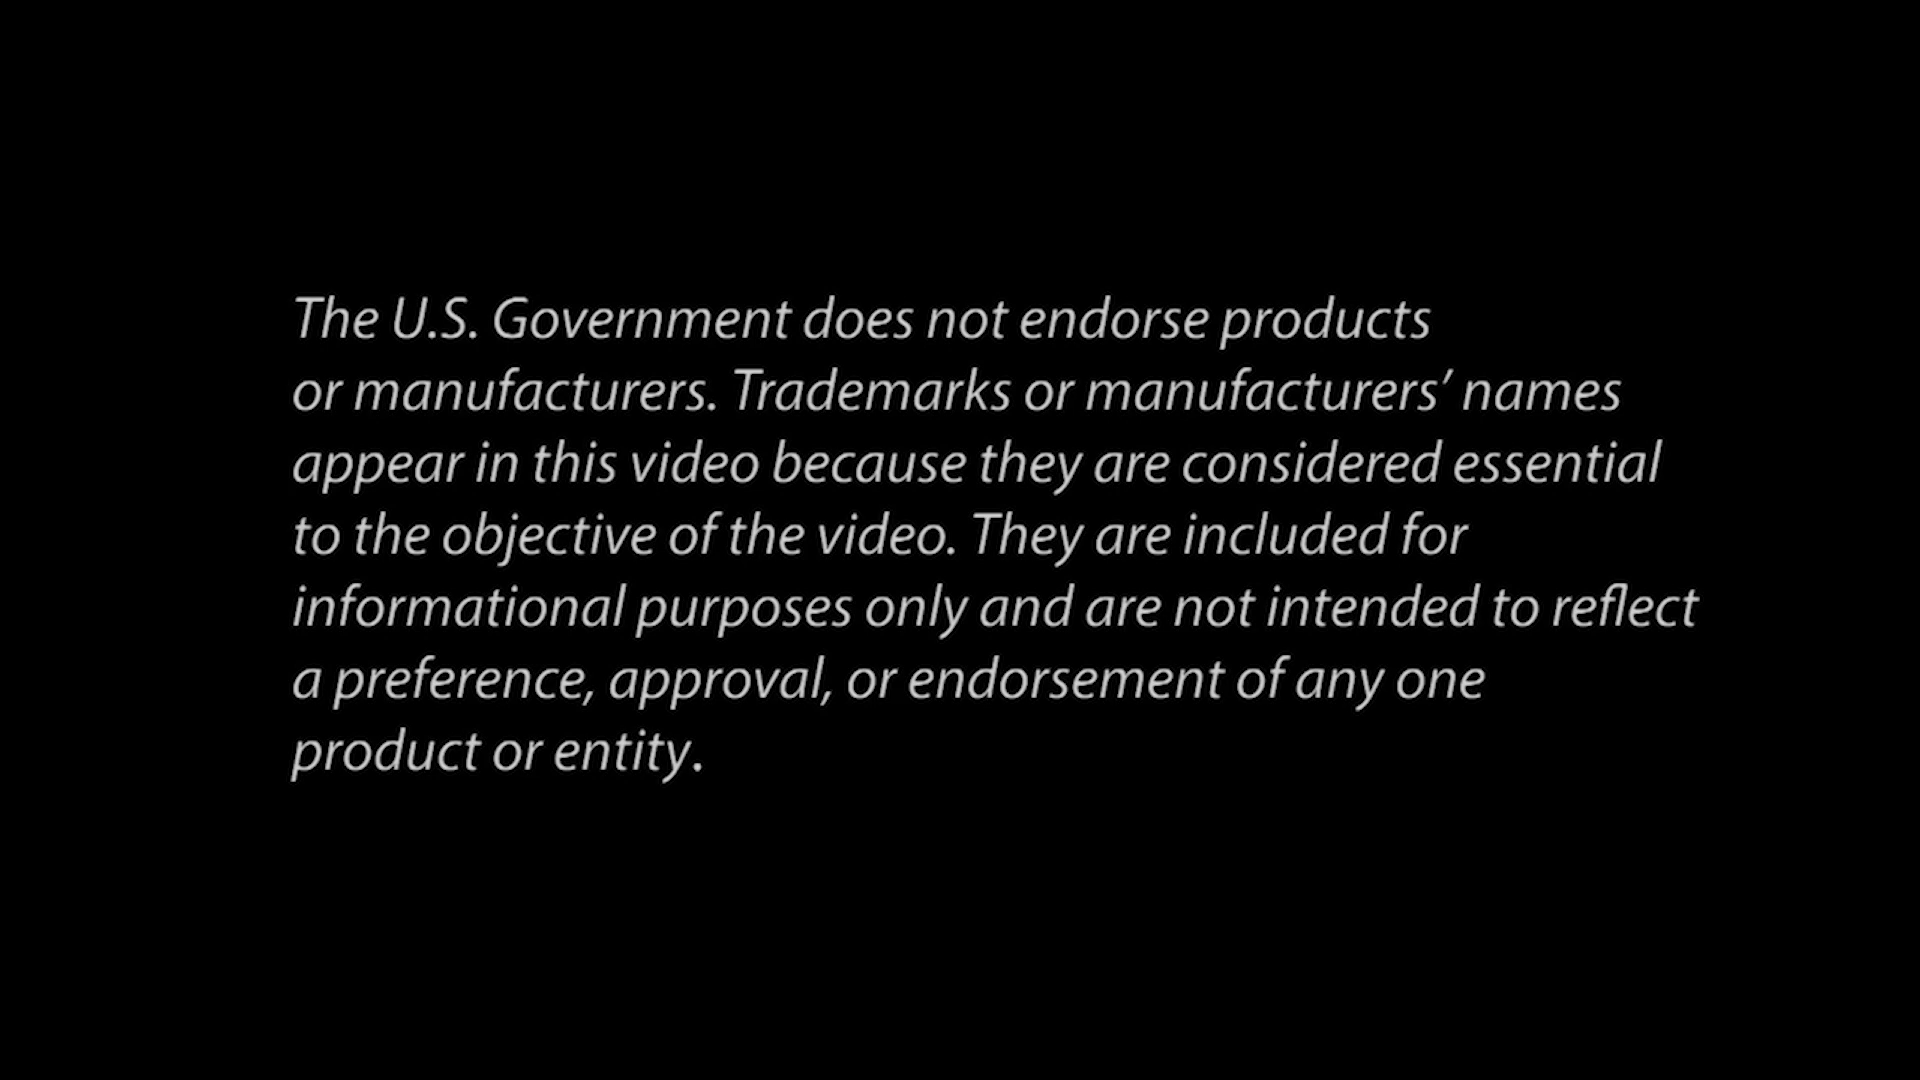 The U.S. Government does not endorse products
or manufacturers. Trademarks or manufacturers’ names
appear in this video because they are considered essential
to the objective of the video. They are included for
informational purposes only and are not intended to reflect
a preference, approval, or endorsement of any one
product or entity.